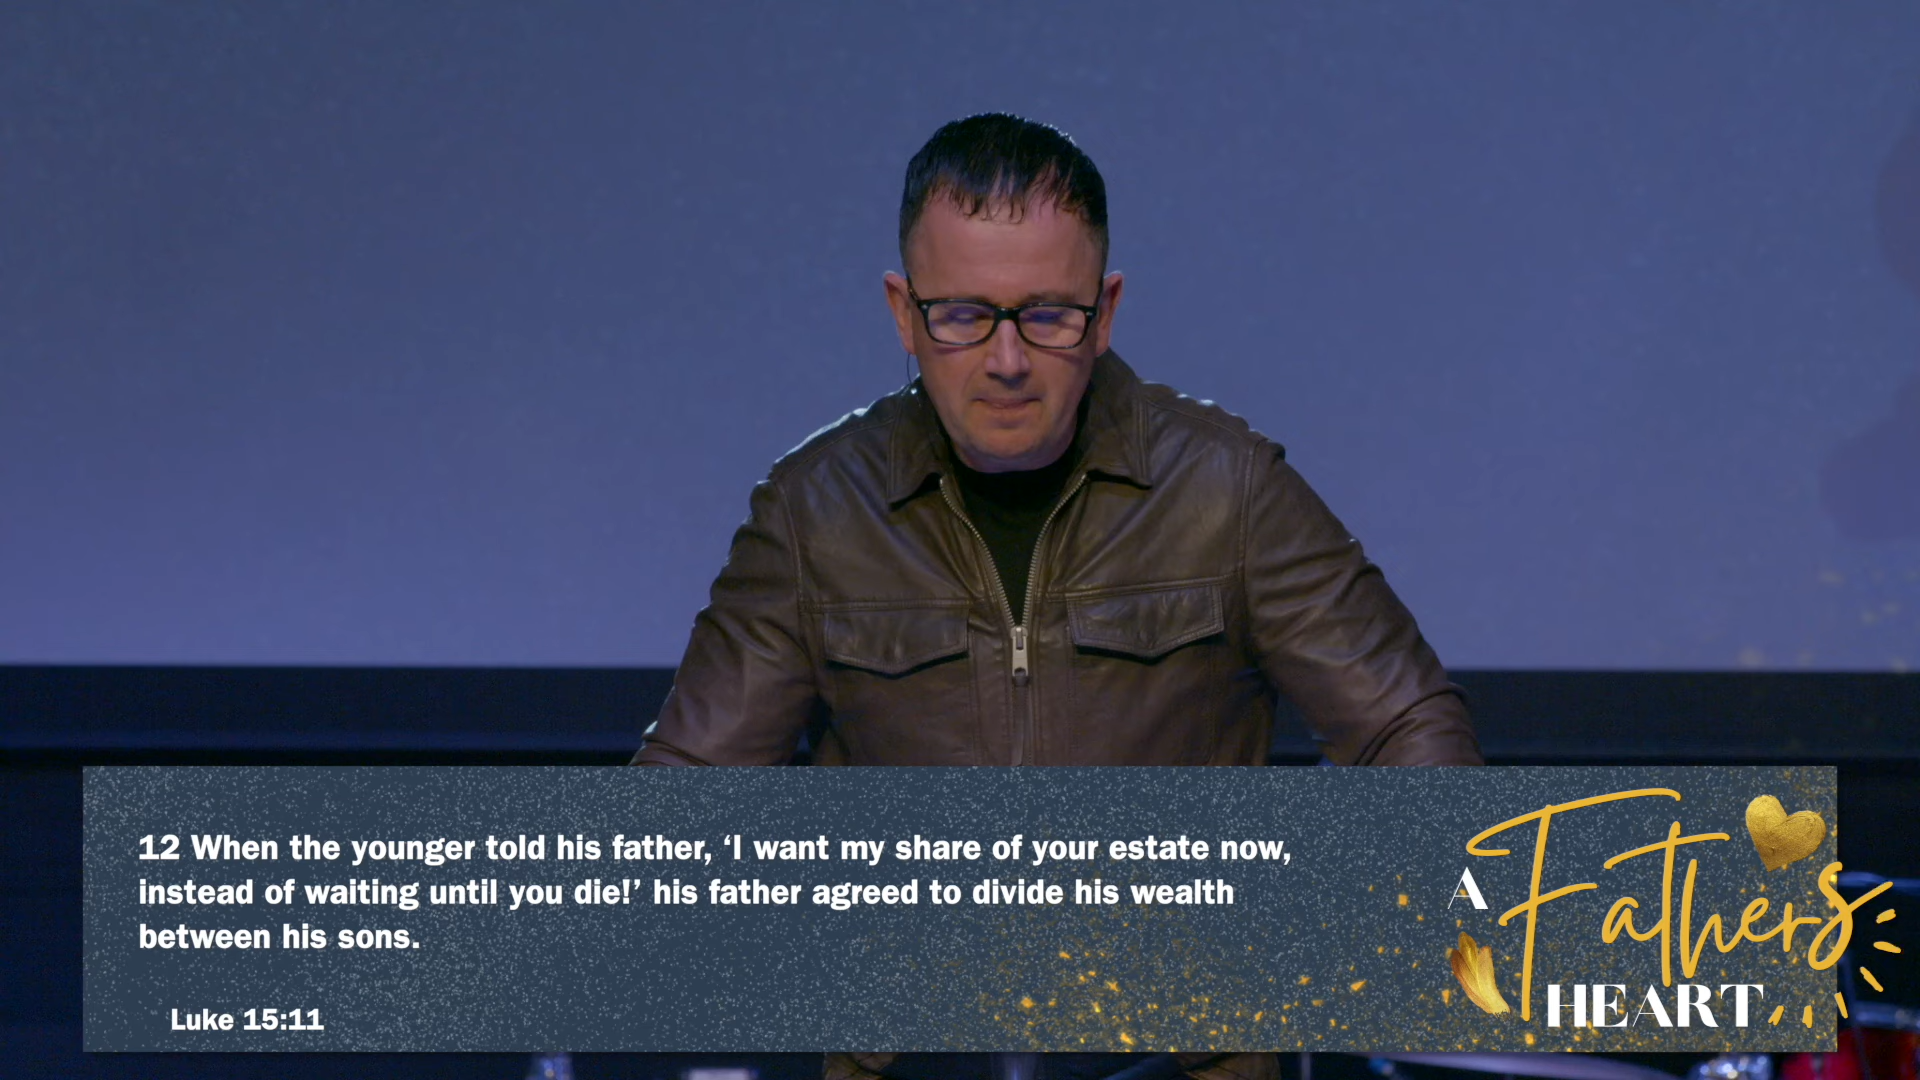 12 When the younger told his father, ‘I want my share of your estate now,
instead of waiting until you die!’ his father agreed to divide his wealth
between his sons.
Luke 15:11
A Fathers
HEART